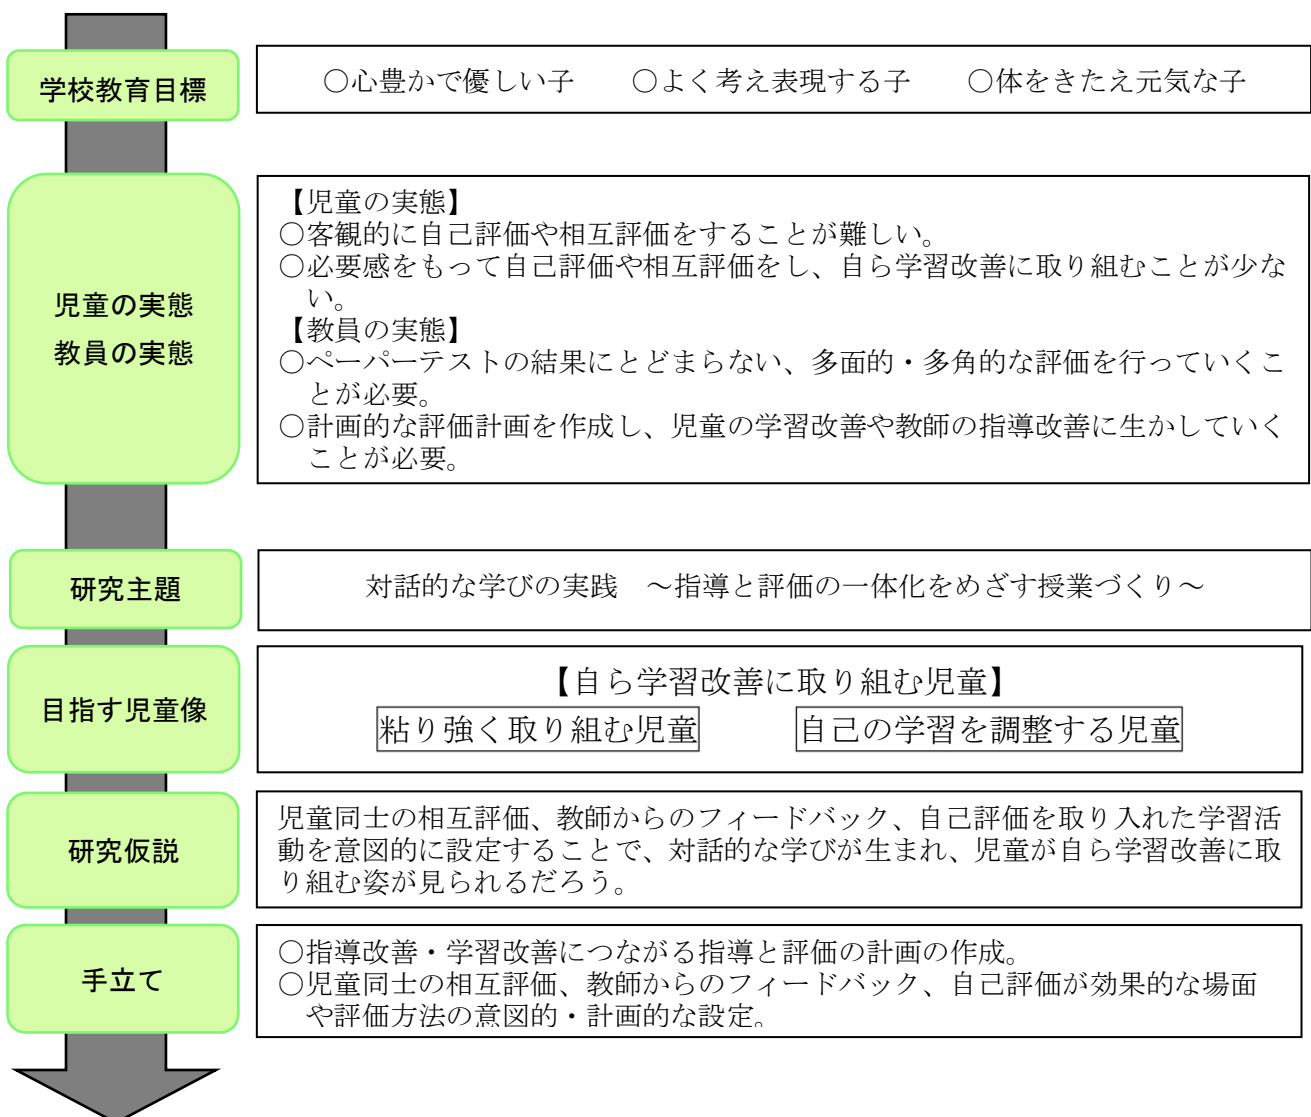 学校教育目標
○心豊かで優しい子　　○よく考え表現する子　　○体をきたえ元気な子
児童の実態
教員の実態
【児童の実態】
○客観的に自己評価や相互評価をすることが難しい。
○必要感をもって自己評価や相互評価をし、自ら学習改善に取り組むことが少な
い。
【教員の実態】
○ペーパーテストの結果にとどまらない、多面的・多角的な評価を行っていくこ
とが必要。
○計画的な評価計画を作成し、児童の学習改善や教師の指導改善に生かしていく
ことが必要。
研究主題
対話的な学びの実践　～指導と評価の一体化をめざす授業づくり～
目指す児童像
【自ら学習改善に取り組む児童】
粘り強く取り組む児童　　自己の学習を調整する児童
研究仮説
児童同士の相互評価、教師からのフィードバック、自己評価を取り入れた学習活
動を意図的に設定することで、対話的な学びが生まれ、児童が自ら学習改善に取
り組む姿が見られるだろう。
手立て
○指導改善・学習改善につながる指導と評価の計画の作成。
○児童同士の相互評価、教師からのフィードバック、自己評価が効果的な場面
や評価方法の意図的・計画的な設定。